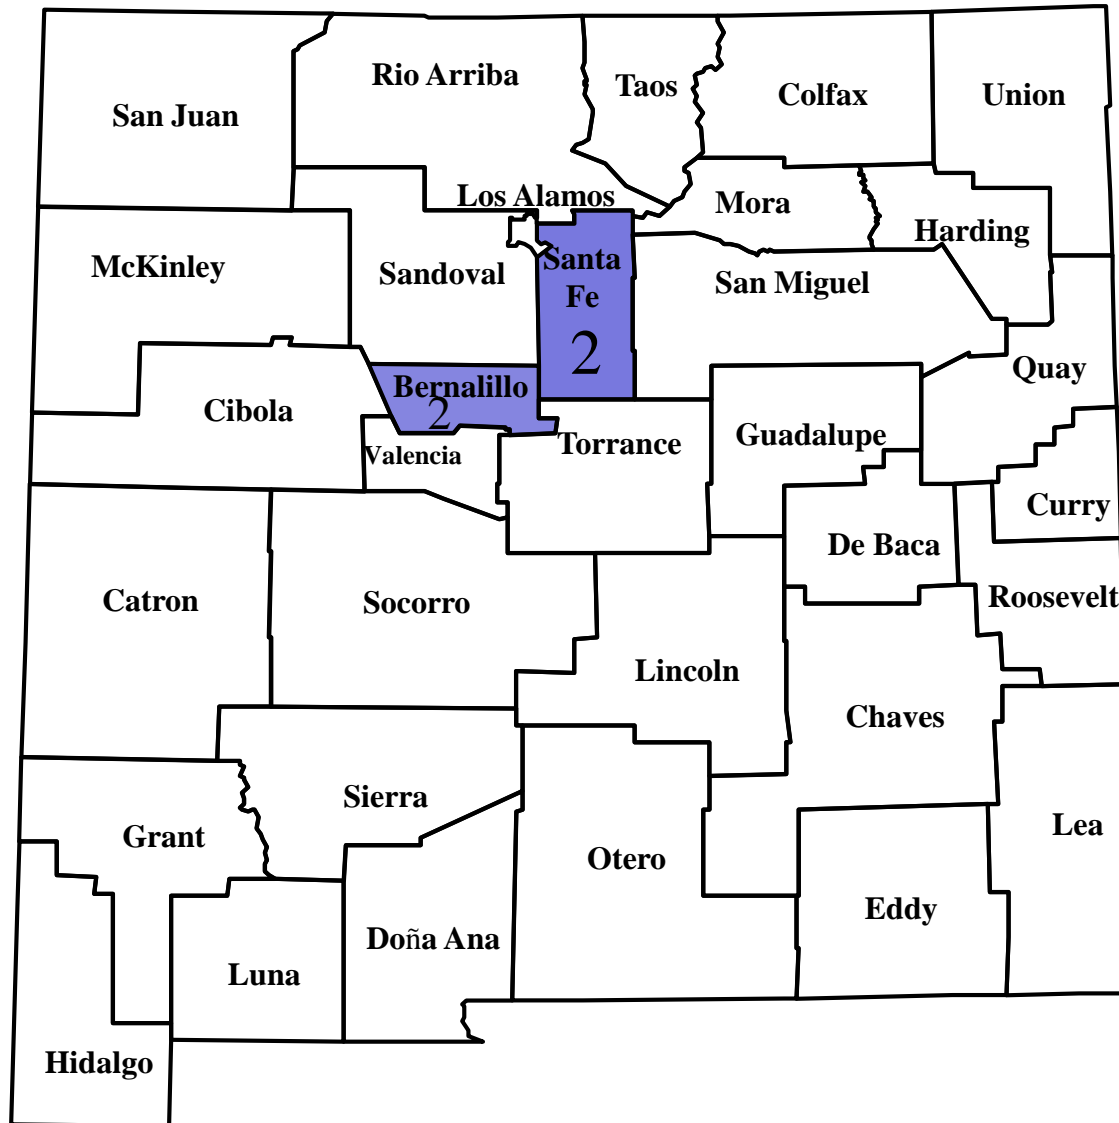 Rio Arriba
Taos
Colfax
Union
San Juan
Los Alamos
Mora
Harding
McKinley
Sandoval
Santa
Fe
2
San Miguel
Quay
Bernalillo
2
Cibola
Valencia
Torrance
Guadalupe
Curry
De Baca
Roosevelt
Catron
Socorro
Lincoln
Chaves
Sierra
Grant
Otero
Lea
Eddy
Doña Ana
Luna
Hidalgo